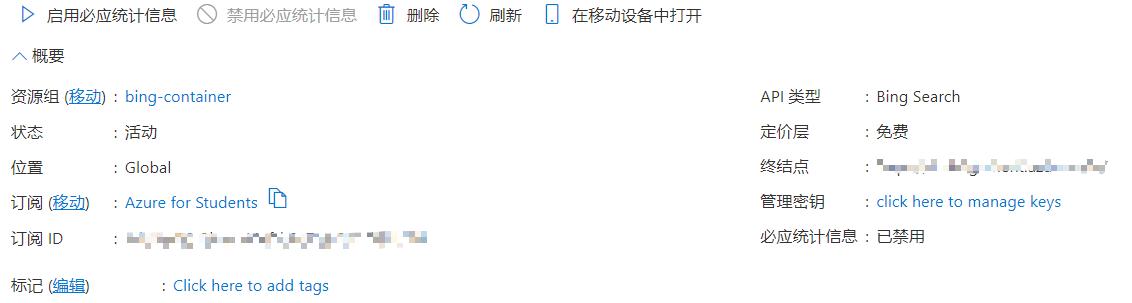 启用必应统计信息 禁用必应统计信息 删除 刷新 在移动设备中打开
概要
资源组 (移动) : bing-container
状态 : 活动
位置 : Global
订阅 (移动) : Azure for Students
订阅 ID :
标记 (编辑) : Click here to add tags
API 类型 : Bing Search
定价层 : 免费
终结点 :
管理密钥 : click here to manage keys
必应统计信息 : 已禁用